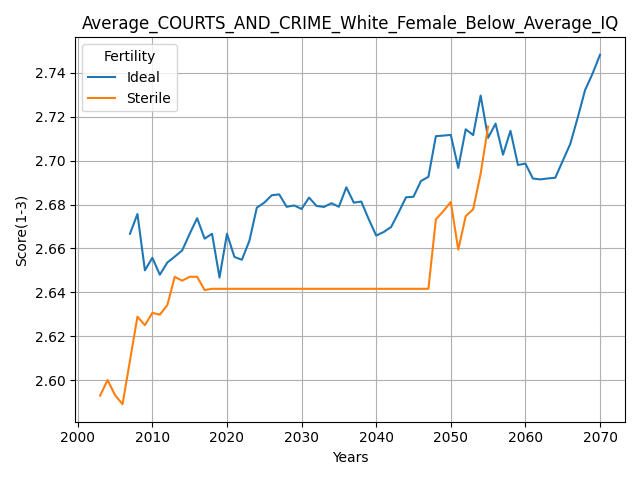 Average_COURTS_AND_CRIME_White_Female_Below_Average_IQ
Fertility
Ideal
Sterile
Score(1-3)
2.74
2.72
2.70
2.68
2.66
2.64
2.62
2.60
2000 2010 2020 2030 2040 2050 2060 2070
Years